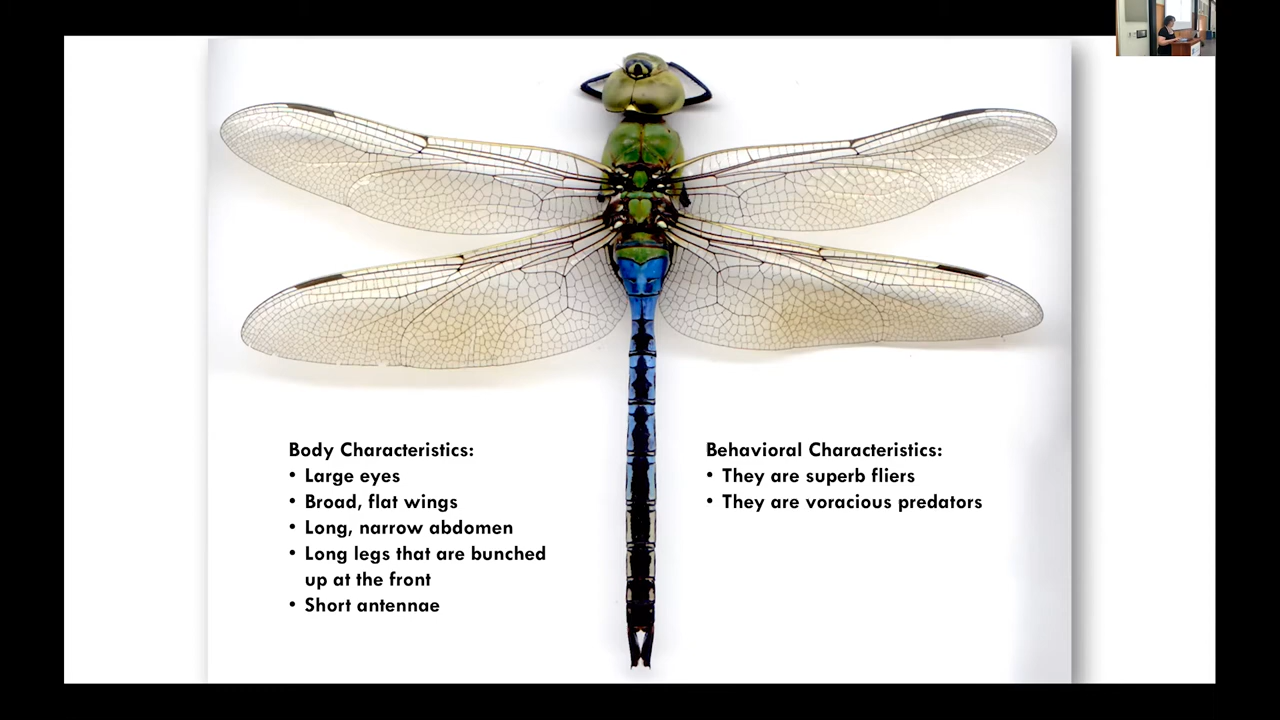 Body Characteristics:
• Large eyes
• Broad, flat wings
• Long, narrow abdomen
• Long legs that are bunched
up at the front
• Short antennae
Behavioral Characteristics:
• They are superb fliers
• They are voracious predators